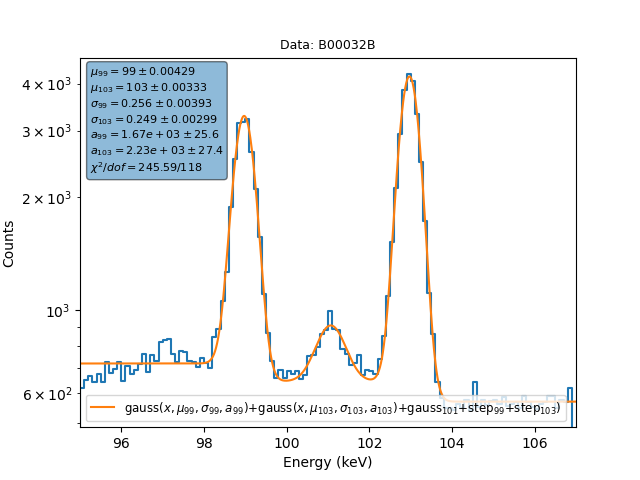 Data: B00032B
μ₉₉ = 99 ± 0.00429
μ₁₀₃ = 103 ± 0.00333
σ₉₉ = 0.256 ± 0.00393
σ₁₀₃ = 0.249 ± 0.00299
a₉₉ = 1.67e + 03 ± 25.6
a₁₀₃ = 2.23e + 03 ± 27.4
χ²/dof = 245.59/118
4 × 10³
3 × 10³
2 × 10³
10³
6 × 10²
Counts
gauss(x, μ₉₉, σ₉₉, a₉₉)+gauss(x, μ₁₀₃, σ₁₀₃, a₁₀₃)+gauss₁₀₁+step₉₉+step₁₀₃)
96 98 100 102 104 106
Energy (keV)